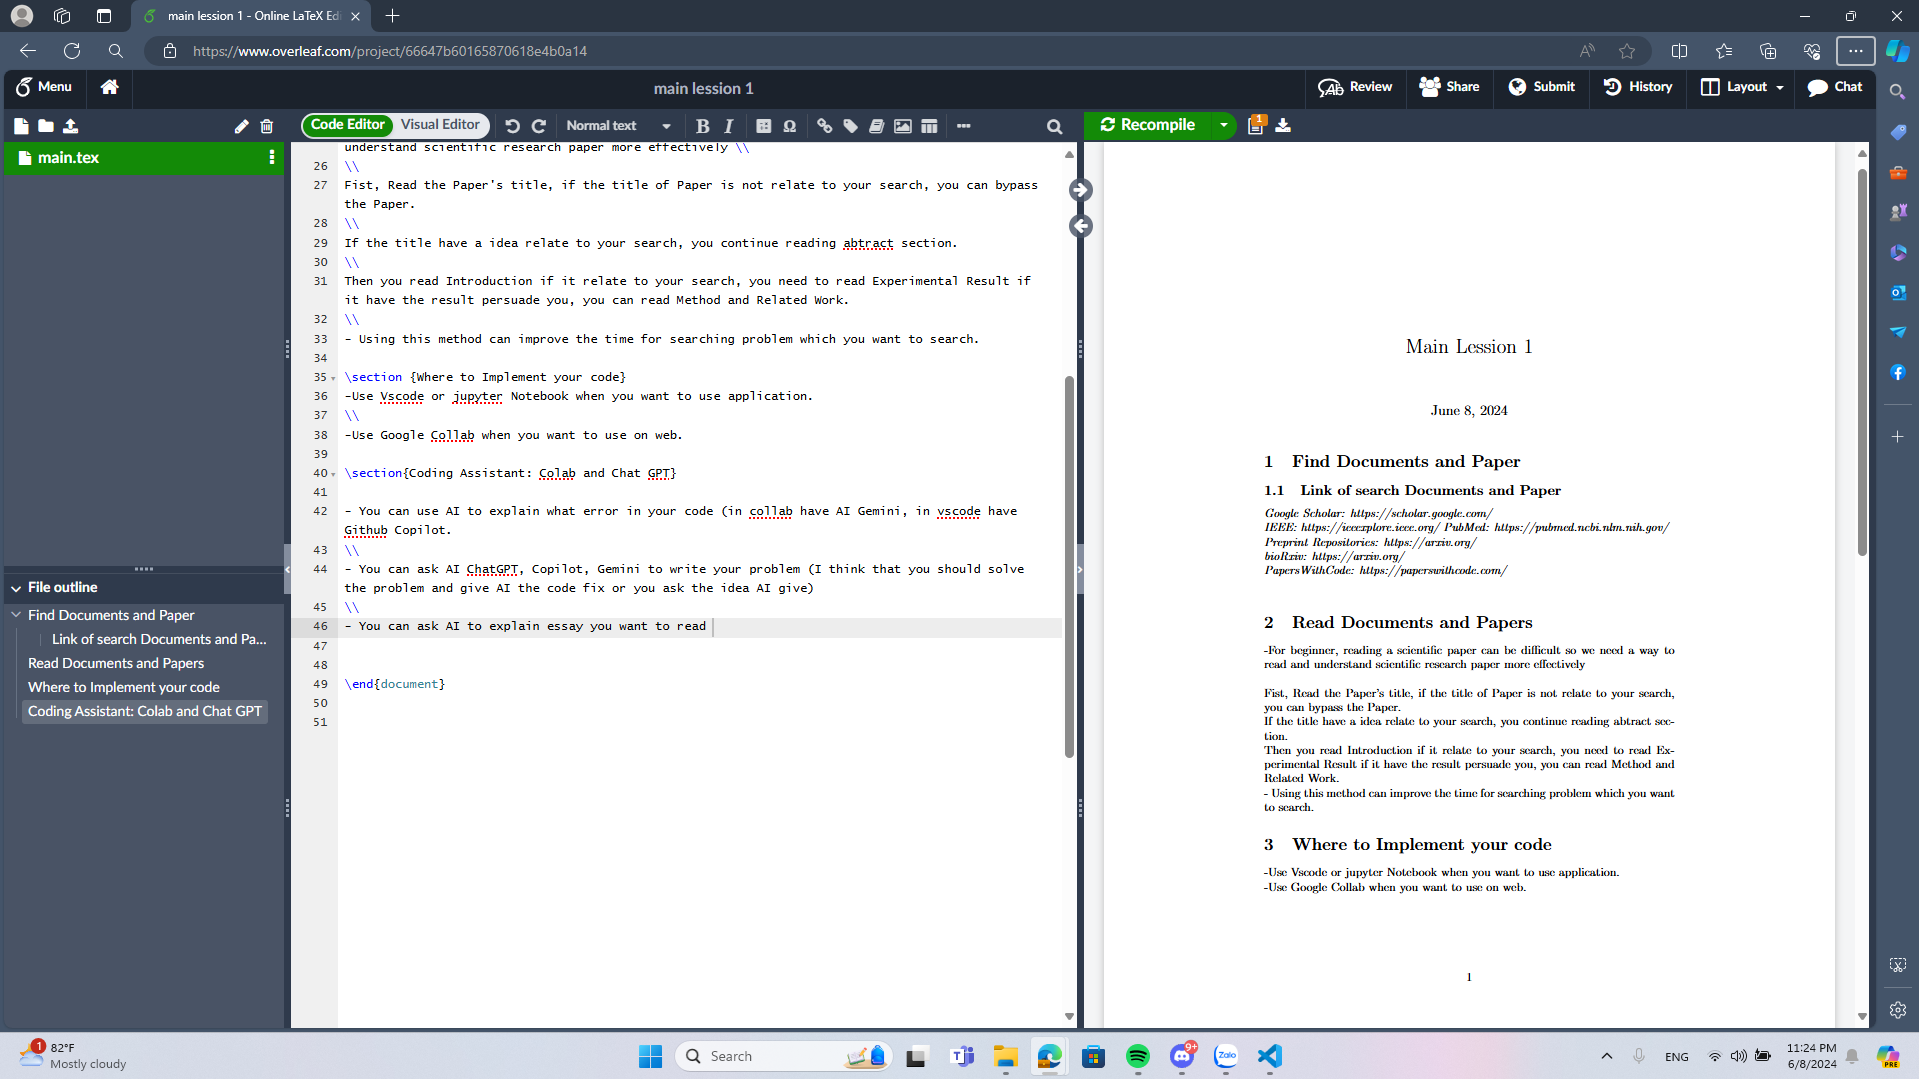 main lession 1 - Online LaTeX Edi
https://www.overleaf.com/project/66647b60165870618e4b0a14
Menu
main lession 1
Review
Share
Submit
History
Layout
Chat
Code Editor
Visual Editor
Normal text
Recompile
1
main.tex
understand scientific research paper more effectively \\
26 \\
27 Fist, Read the Paper's title, if the title of Paper is not relate to your search, you can bypass
the Paper.
28 \\
29 If the title have a idea relate to your search, you continue reading abtract section.
30 \\
31 Then you read Introduction if it relate to your search, you need to read Experimental Result if
it have the result persuade you, you can read Method and Related Work.
32 \\
33 - Using this method can improve the time for searching problem which you want to search.
34
35 \section {Where to Implement your code}
36 -Use Vscode or jupyter Notebook when you want to use application.
37 \\
38 -Use Google Collab when you want to use on web.
39
40 \section{Coding Assistant: Colab and Chat GPT}
41
42 - You can use AI to explain what error in your code (in collab have AI Gemini, in vscode have
Github Copilot.
43 \\
44 - You can ask AI ChatGPT, Copilot, Gemini to write your problem (I think that you should solve
the problem and give AI the code fix or you ask the idea AI give)
45 \\
46 - You can ask AI to explain essay you want to read
47
48
49 \end{document}
50
51
File outline
Find Documents and Paper
Link of search Documents and Pa...
Read Documents and Papers
Where to Implement your code
Coding Assistant: Colab and Chat GPT
Main Lession 1
June 8, 2024
1 Find Documents and Paper
1.1 Link of search Documents and Paper
Google Scholar: https://scholar.google.com/
IEEE: https://ieeexplore.ieee.org/ PubMed: https://pubmed.ncbi.nlm.nih.gov/
Preprint Repositories: https://arxiv.org/
bioRxiv: https://arxiv.org/
PapersWithCode: https://paperswithcode.com/
2 Read Documents and Papers
-For beginner, reading a scientific paper can be difficult so we need a way to
read and understand scientific research paper more effectively
Fist, Read the Paper's title, if the title of Paper is not relate to your search,
you can bypass the Paper.
If the title have a idea relate to your search, you continue reading abtract sec-
tion.
Then you read Introduction if it relate to your search, you need to read Ex-
perimental Result if it have the result persuade you, you can read Method and
Related Work.
- Using this method can improve the time for searching problem which you want
to search.
3 Where to Implement your code
-Use Vscode or jupyter Notebook when you want to use application.
-Use Google Collab when you want to use on web.
1
1
82°F
Mostly cloudy
Search
9+
Zalo
ENG
11:24 PM
6/8/2024
PRE